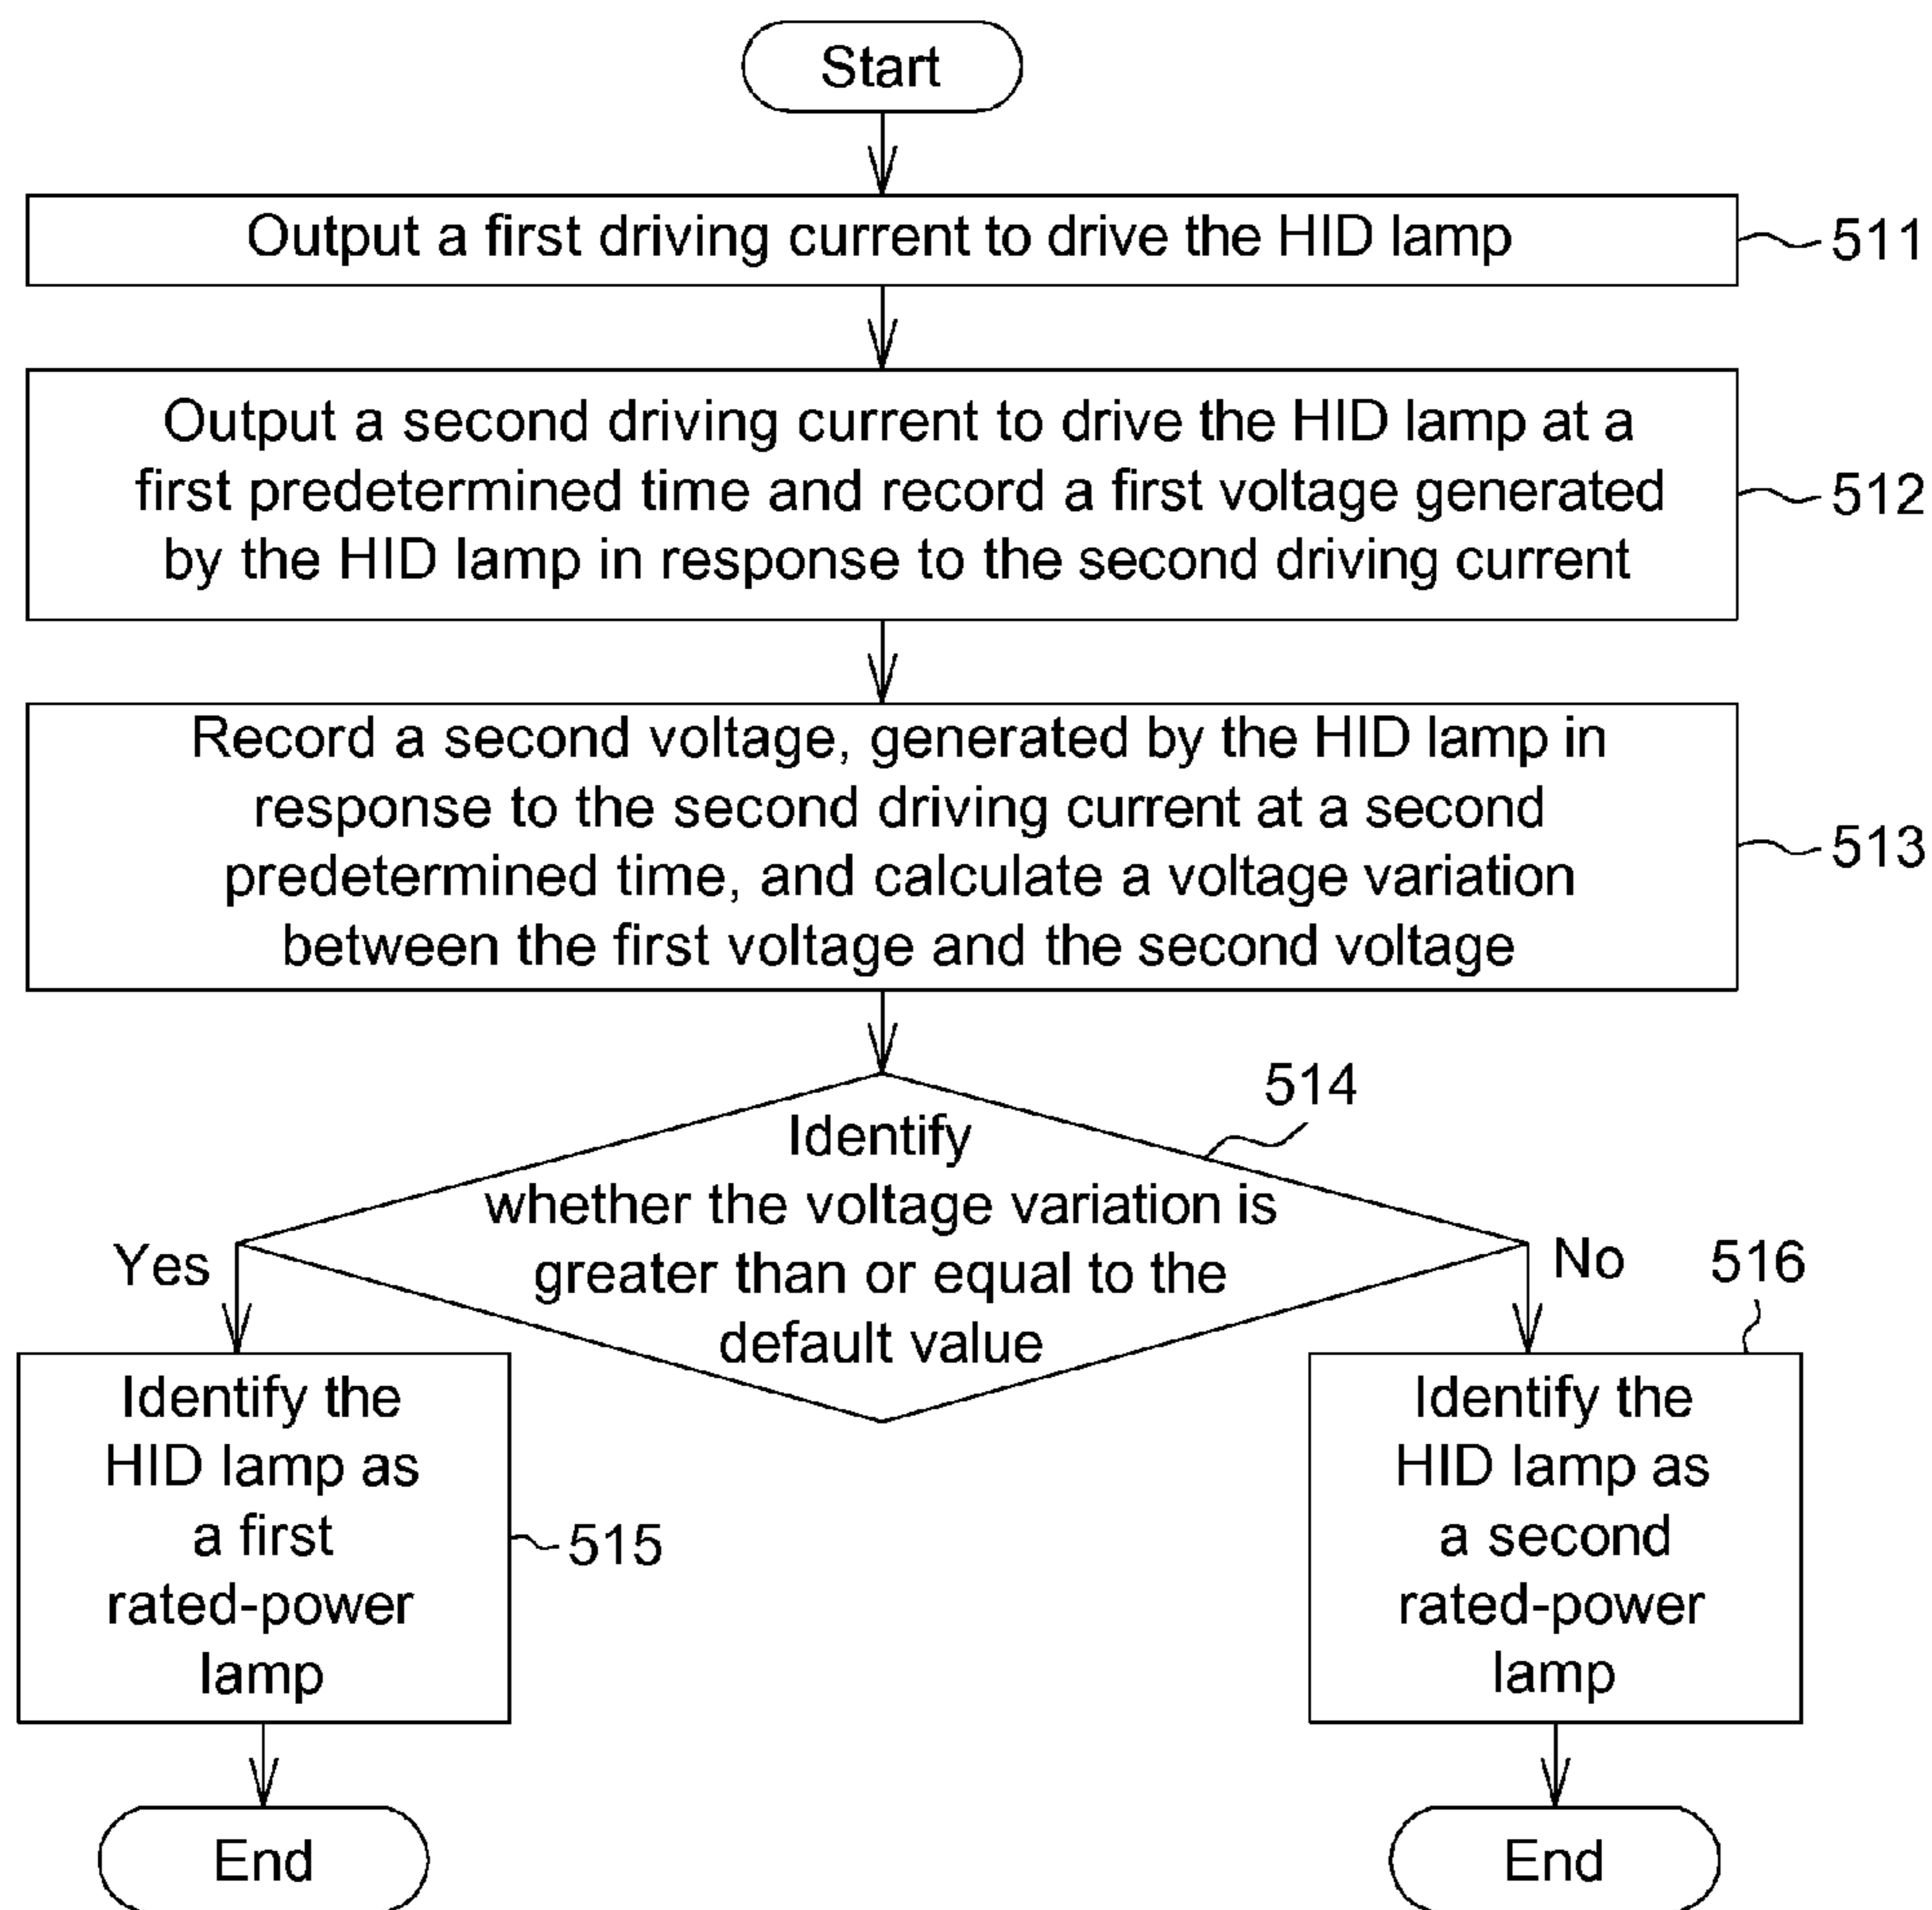 Start
Output a first driving current to drive the HID lamp
511
Output a second driving current to drive the HID lamp at a
first predetermined time and record a first voltage generated
by the HID lamp in response to the second driving current
512
Record a second voltage, generated by the HID lamp in
response to the second driving current at a second
predetermined time, and calculate a voltage variation
between the first voltage and the second voltage
513
514
Identify
whether the voltage variation is
greater than or equal to the
default value
Yes
No
516
Identify the
HID lamp as
a first
rated-power
lamp
515
Identify the
HID lamp as
a second
rated-power
lamp
End
End